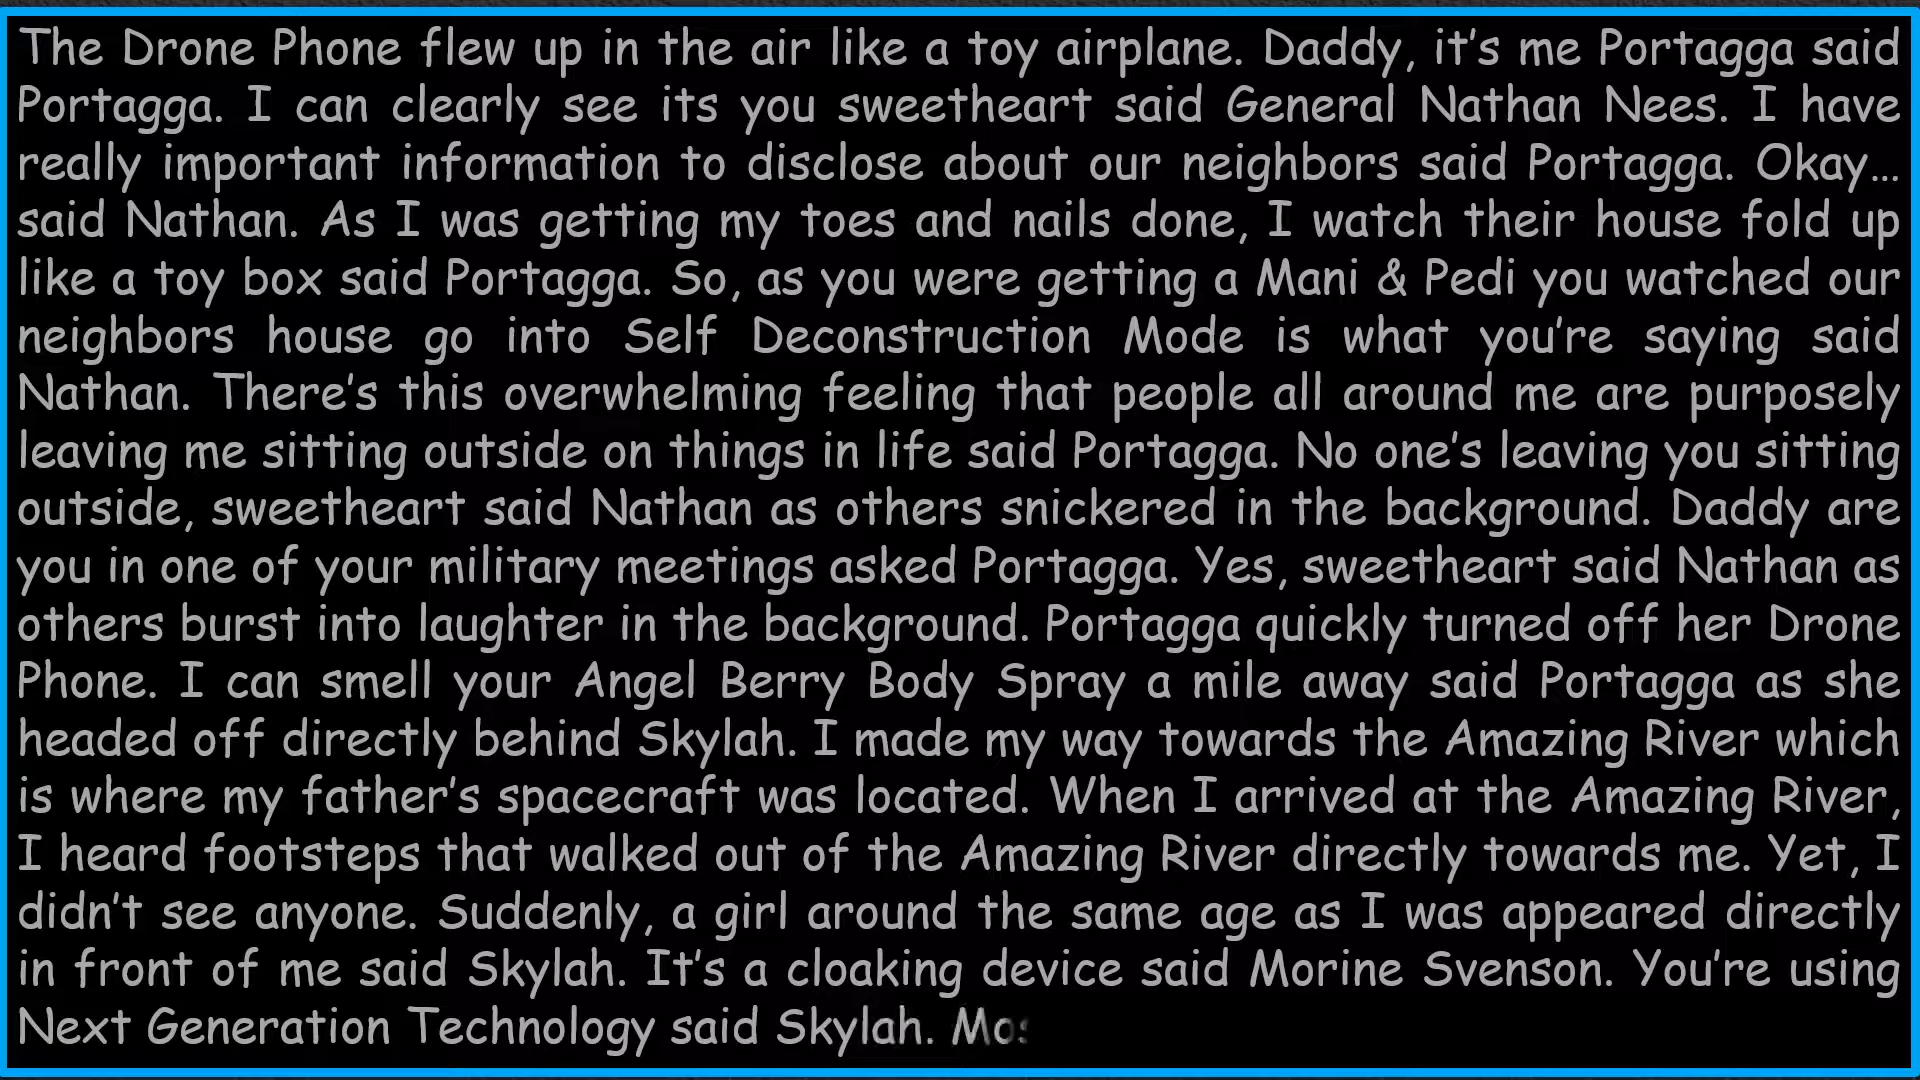 The Drone Phone flew up in the air like a toy airplane. Daddy, it’s me Portagga said
Portagga. I can clearly see its you sweetheart said General Nathan Nees. I have
really important information to disclose about our neighbors said Portagga. Okay…
said Nathan. As I was getting my toes and nails done, I watch their house fold up
like a toy box said Portagga. So, as you were getting a Mani & Pedi you watched our
neighbors house go into Self Deconstruction Mode is what you’re saying said
Nathan. There’s this overwhelming feeling that people all around me are purposely
leaving me sitting outside on things in life said Portagga. No one’s leaving you sitting
outside, sweetheart said Nathan as others snickered in the background. Daddy are
you in one of your military meetings asked Portagga. Yes, sweetheart said Nathan as
others burst into laughter in the background. Portagga quickly turned off her Drone
Phone. I can smell your Angel Berry Body Spray a mile away said Portagga as she
headed off directly behind Skylah. I made my way towards the Amazing River which
is where my father’s spacecraft was located. When I arrived at the Amazing River,
I heard footsteps that walked out of the Amazing River directly towards me. Yet, I
didn’t see anyone. Suddenly, a girl around the same age as I was appeared directly
in front of me said Skylah. It’s a cloaking device said Morine Svenson. You’re using
Next Generation Technology said Skylah.